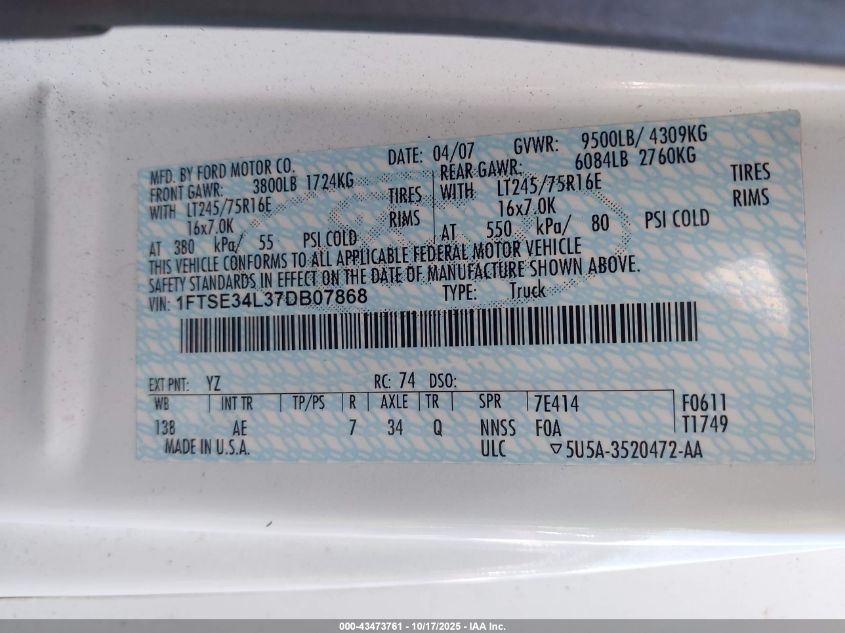 MFD. BY FORD MOTOR CO. DATE: 04/07 GVWR: 9500LB/ 4309KG
FRONT GAWR: 3800LB 1724KG REAR GAWR: 6084LB 2760KG
WITH LT245/75R16E TIRES WITH LT245/75R16E TIRES
16x7.0K RIMS 16x7.0K RIMS
AT 380 kPa/ 55 PSI COLD AT 550 kPa/ 80 PSI COLD
THIS VEHICLE CONFORMS TO ALL APPLICABLE FEDERAL MOTOR VEHICLE
SAFETY STANDARDS IN EFFECT ON THE DATE OF MANUFACTURE SHOWN ABOVE.
VIN: 1FTSE34L37DB07868 TYPE: Truck
EXT PNT: YZ RC: 74 DSO:
WB INT TR TP/PS R AXLE TR SPR 7E414 F0611
138 AE 7 34 Q NNSS F0A T1749
MADE IN U.S.A. ULC ▽5U5A-3520472-AA
000-43473761 - 10/17/2025 - IAA Inc.